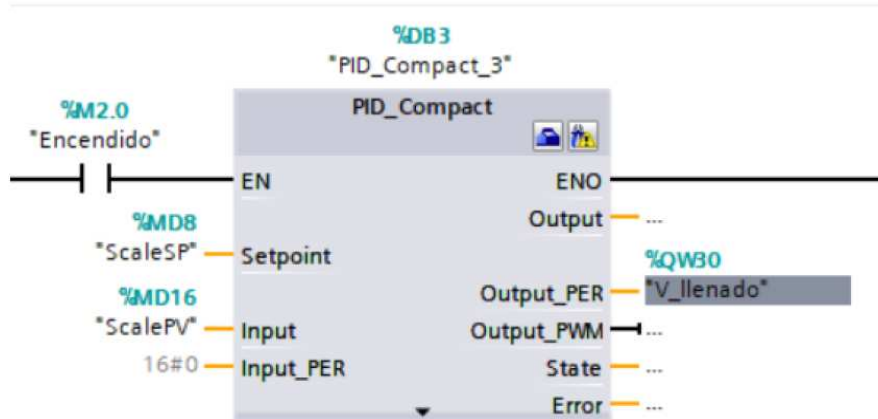 %DB3
"PID_Compact_3"
%M2.0
"Encendido"
PID_Compact
EN
ENO
Output
...
%MD8
"ScaleSP"
Setpoint
%QW30
"V_llenado"
Output_PER
%MD16
"ScalePV"
Input
Output_PWM
...
16#0
Input_PER
State
...
Error
...